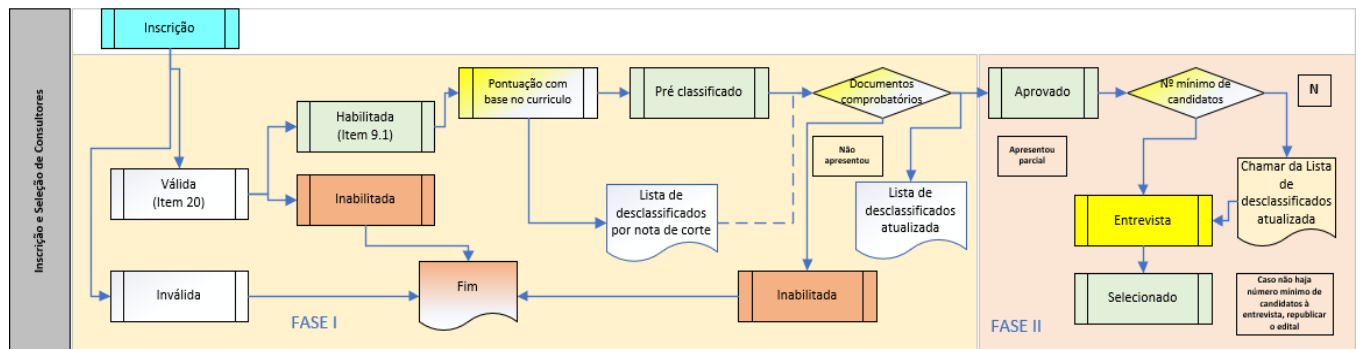 Inscrição e Seleção de Consultores
Inscrição
Válida
(Item 20)
Inválida
Habilitada
(Item 9.1)
Inabilitada
Pontuação com
base no curriculo
Pré classificado
Documentos
comprobatórios
Não
apresentou
Lista de
desclassificados
por nota de corte
Lista de
desclassificados
atualizada
Fim
Inabilitada
FASE I
Aprovado
Nº mínimo de
candidatos
N
Apresentou
parcial
Chamar da Lista
de
desclassificados
atualizada
Entrevista
Selecionado
Caso não haja
número mínimo de
candidatos à
entrevista, republicar
o edital
FASE II